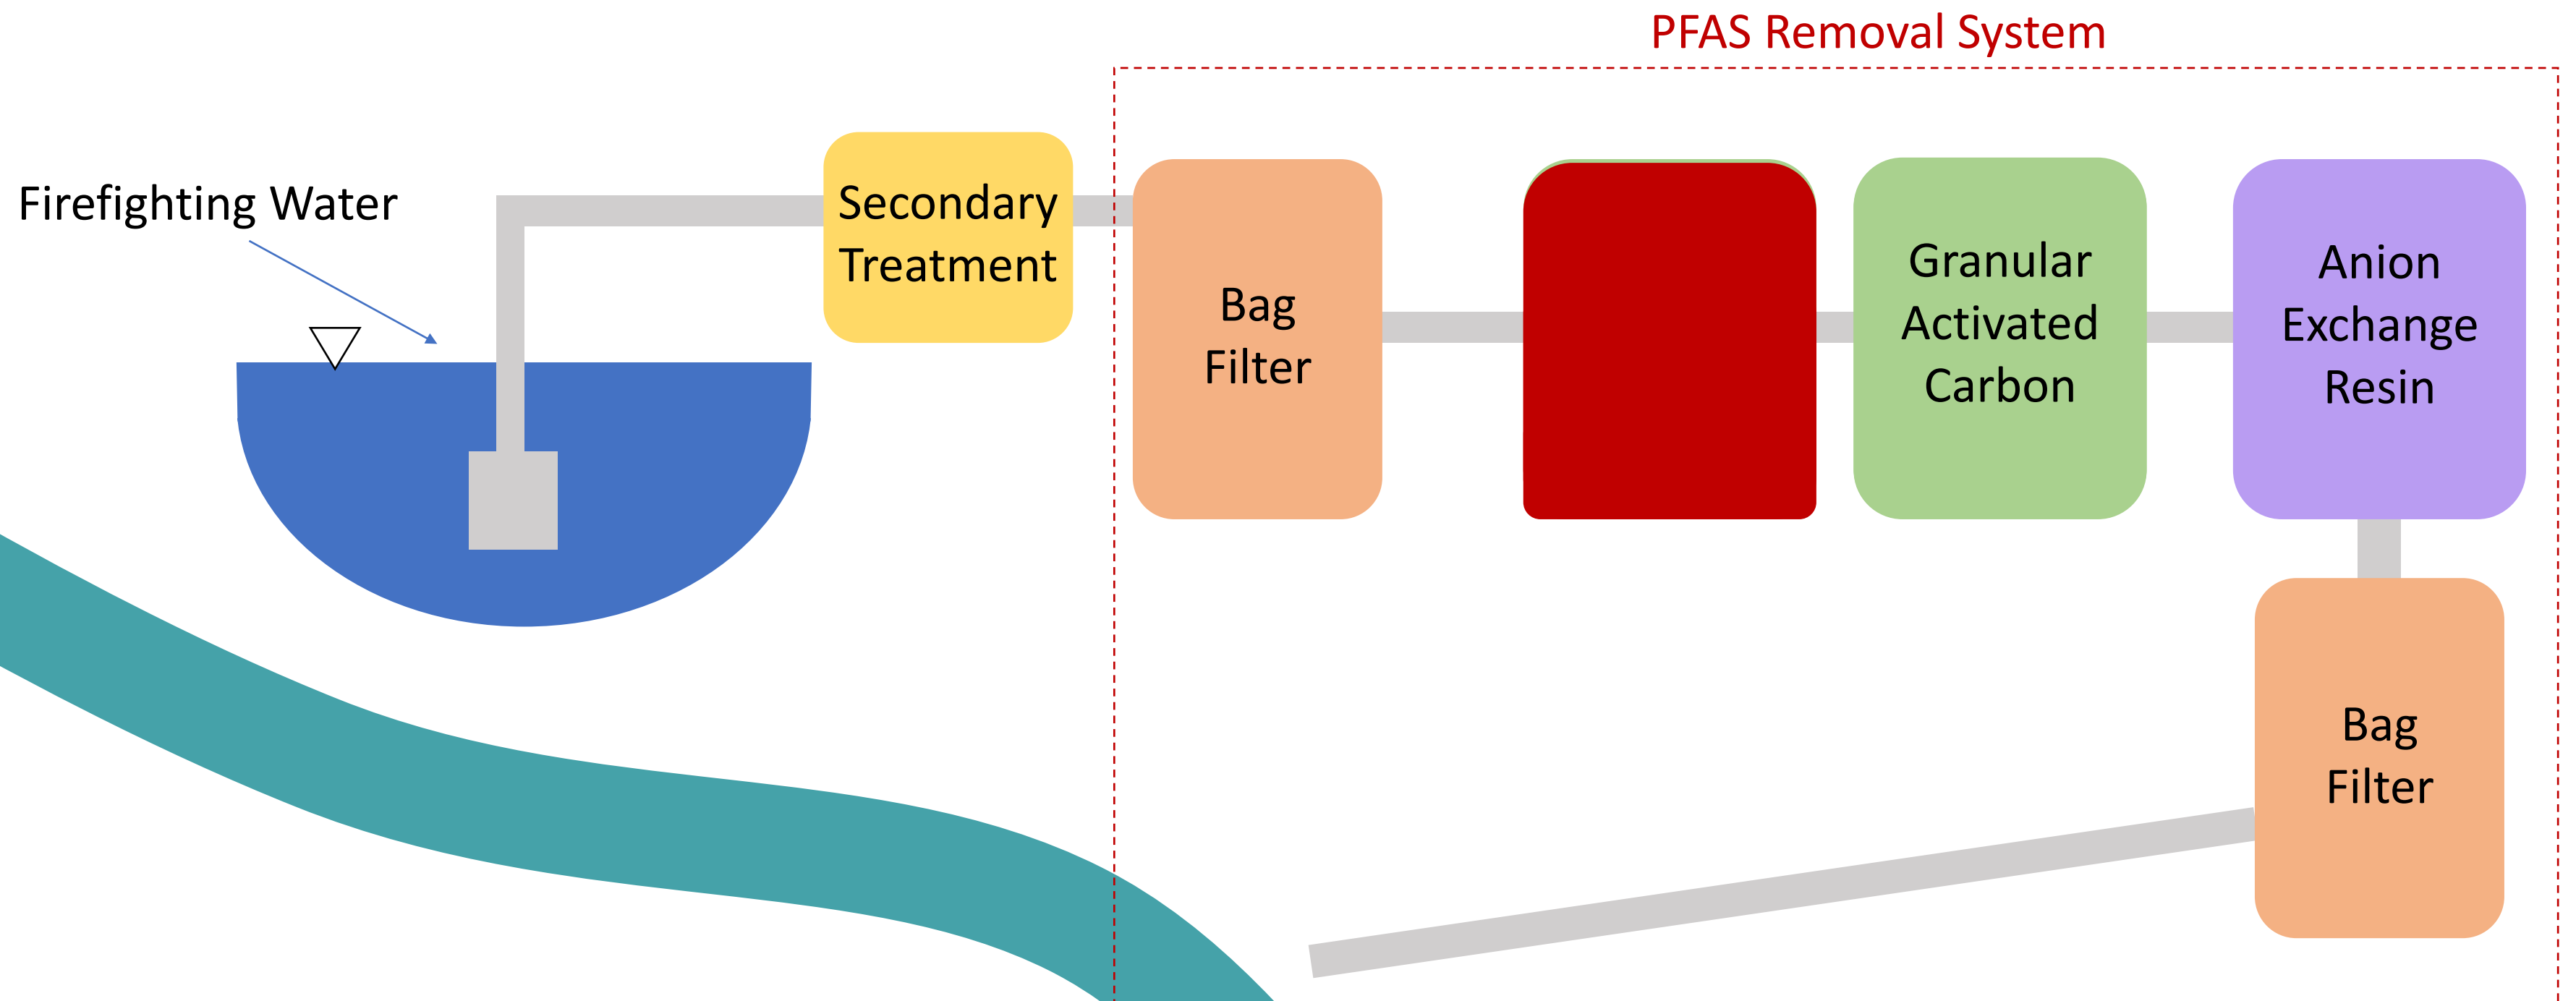 PFAS Removal System
Firefighting Water
Secondary
Treatment
Bag
Filter
Granular
Activated
Carbon
Anion
Exchange
Resin
Bag
Filter